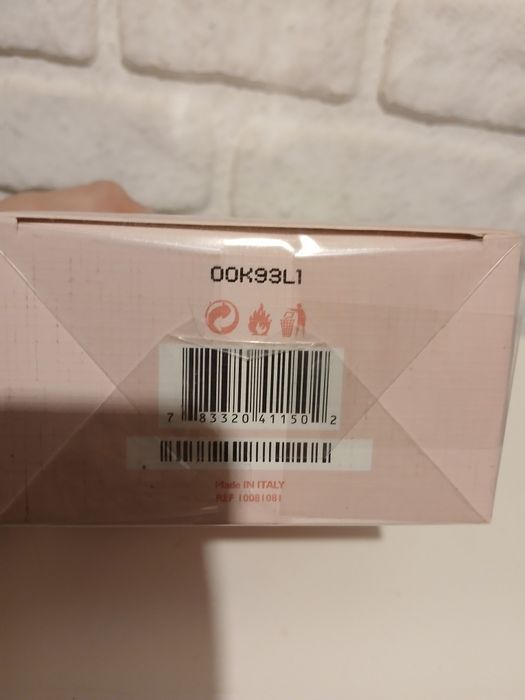 00K93L1
7 83320 41150 2
Made IN ITALY
REF 10081081